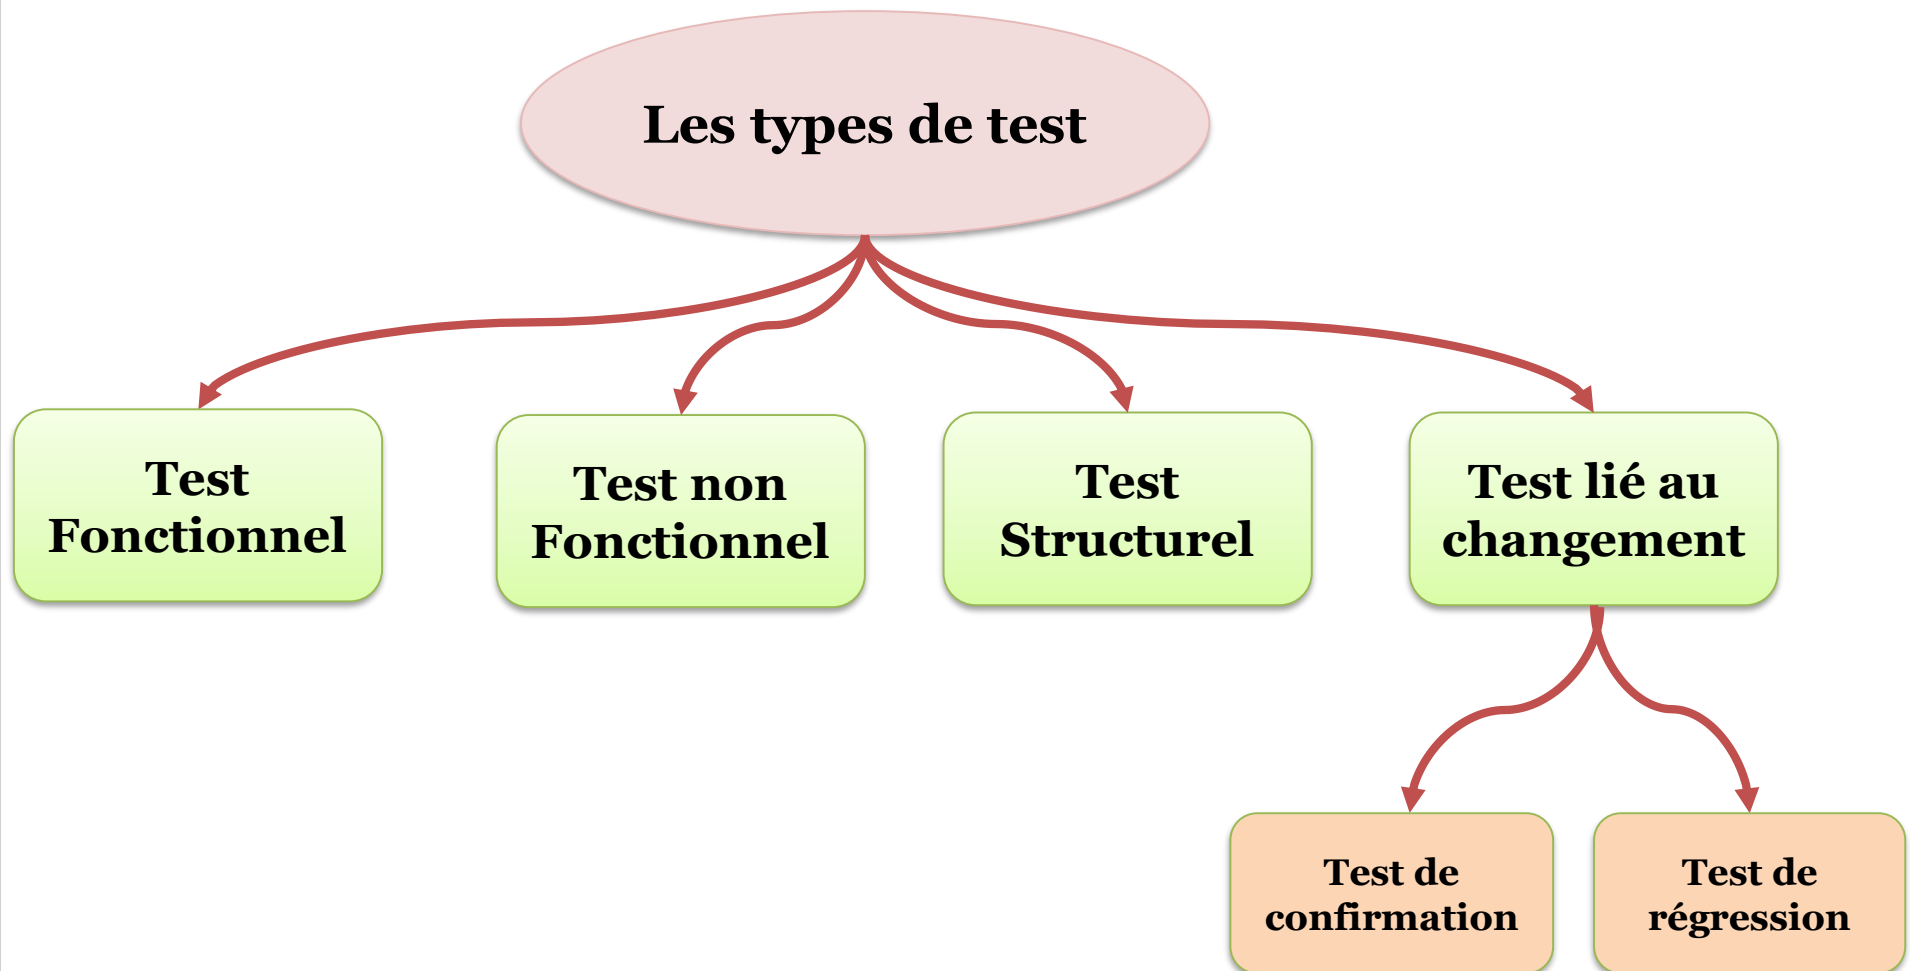 Les types de test
Test
Fonctionnel
Test non
Fonctionnel
Test
Structurel
Test lié au
changement
Test de
confirmation
Test de
régression